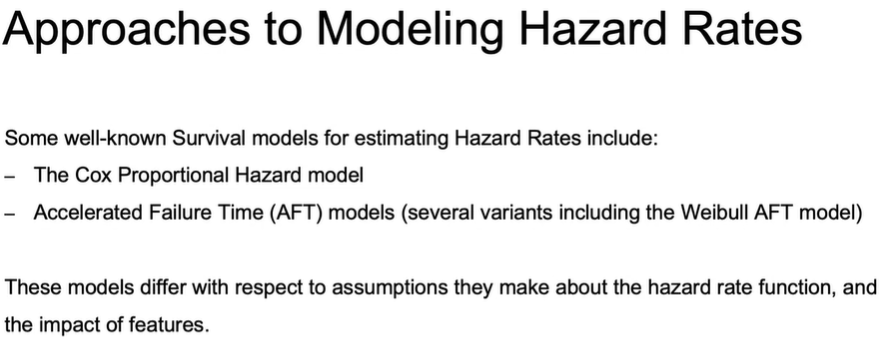 Approaches to Modeling Hazard Rates
Some well-known Survival models for estimating Hazard Rates include:
– The Cox Proportional Hazard model
– Accelerated Failure Time (AFT) models (several variants including the Weibull AFT model)
These models differ with respect to assumptions they make about the hazard rate function, and
the impact of features.